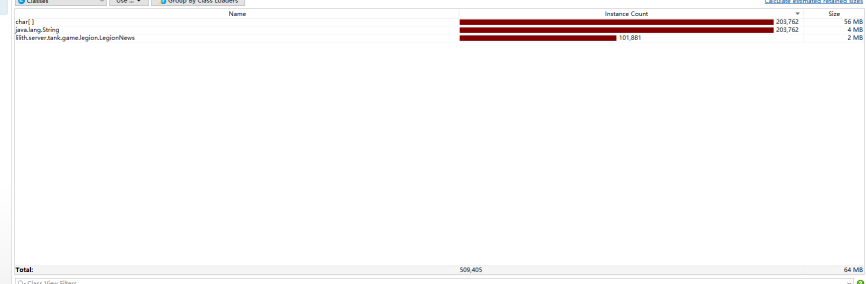 Classes Use ... Group By Class Loaders Calculate estimated retained sizes
Name Instance Count Size
char[ ] 203,762 56 MB
java.lang.String 203,762 4 MB
lilith.server.tank.game.legion.LegionNews 101,881 2 MB
Total: 509,405 64 MB
Class View Filters